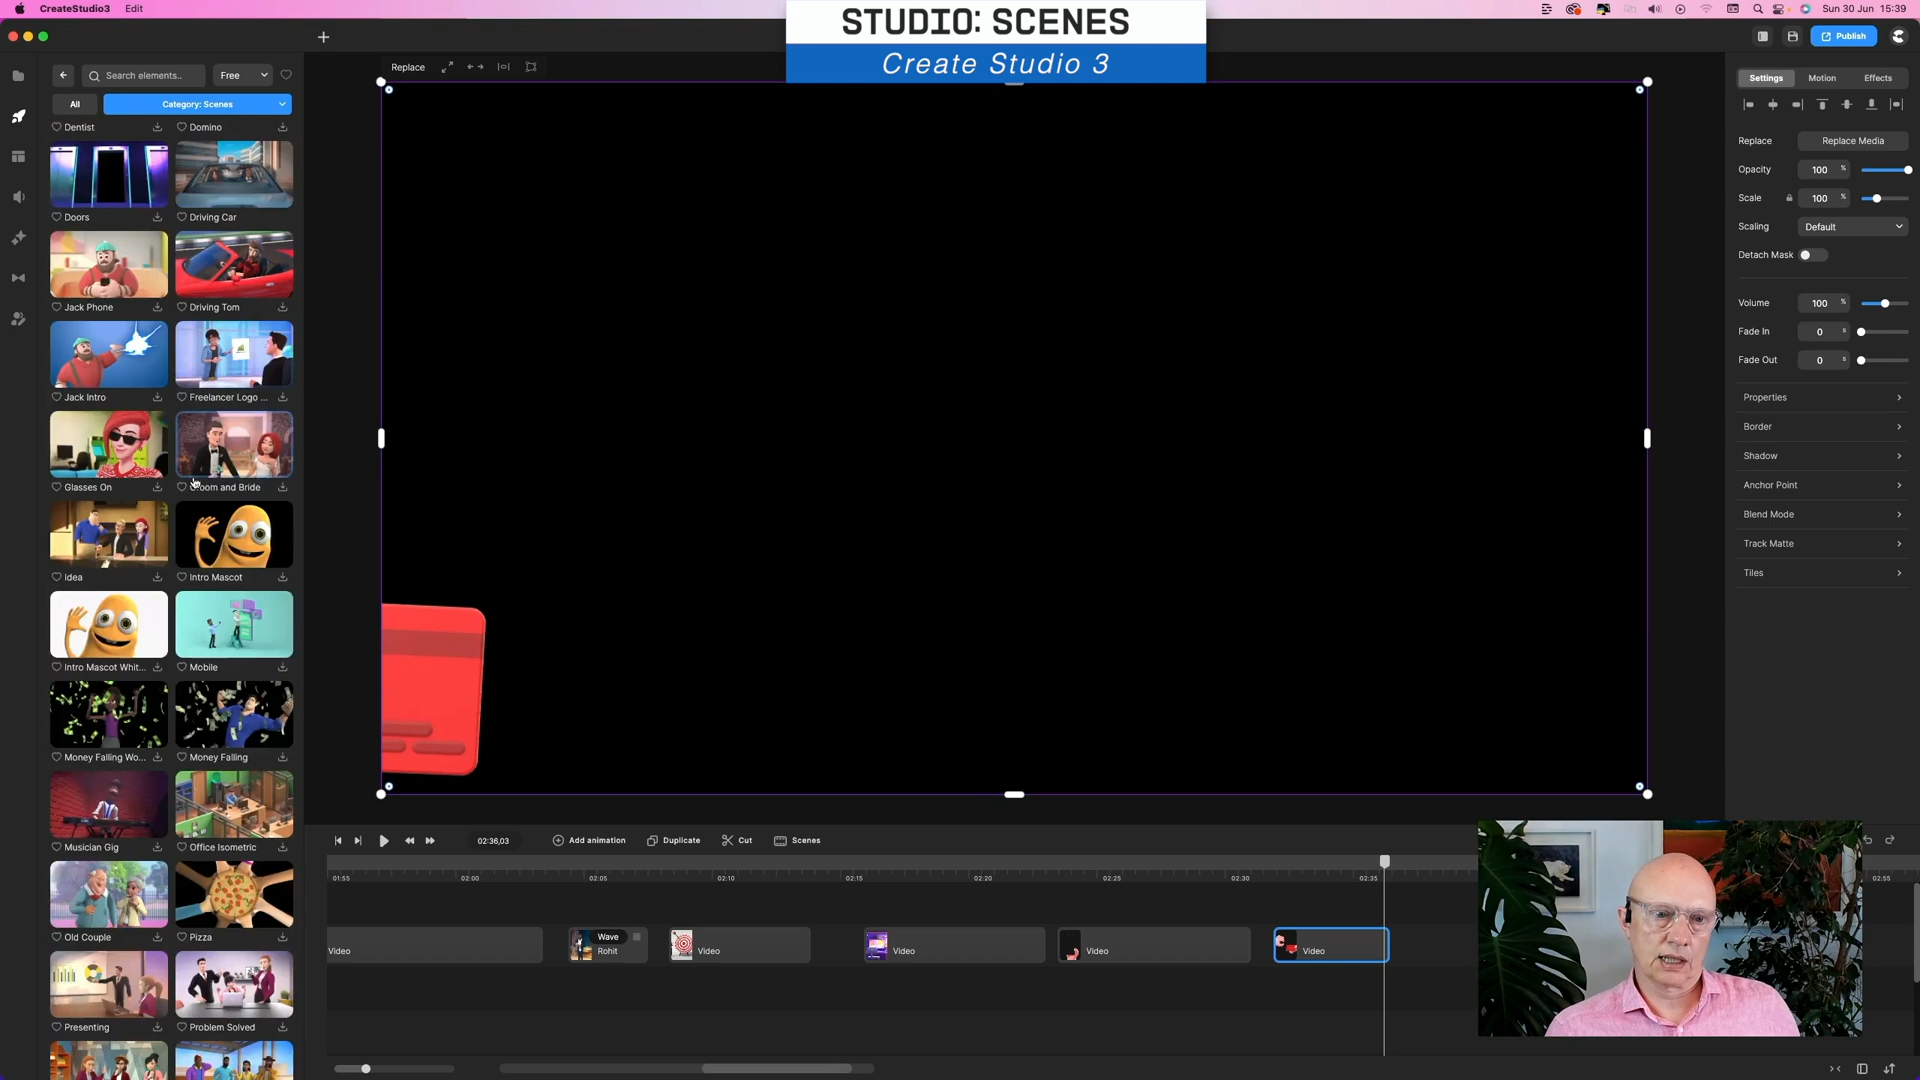 CreateStudio3 Edit
Sun 30 Jun 15:39
STUDIO: SCENES
Create Studio 3
Publish
Search elements..
Free
All
Category: Scenes
Replace
Settings
Motion
Effects
Dentist
Domino
Doors
Driving Car
Jack Phone
Driving Tom
Jack Intro
Freelancer Logo ...
Glasses On
Groom and Bride
Idea
Intro Mascot
Intro Mascot Whit...
Mobile
Money Falling Wo...
Money Falling
Musician Gig
Office Isometric
Old Couple
Pizza
Presenting
Problem Solved
Replace
Replace Media
Opacity
100 %
Scale
100 %
Scaling
Default
Detach Mask
Volume
100 %
Fade In
0 s
Fade Out
0 s
Properties
Border
Shadow
Anchor Point
Blend Mode
Track Matte
Tiles
02:36,03
Add animation
Duplicate
Cut
Scenes
01:55
02:00
02:05
02:10
02:15
02:20
02:25
02:30
02:35
02:55
Video
Wave
Rohit
Video
Video
Video
Video